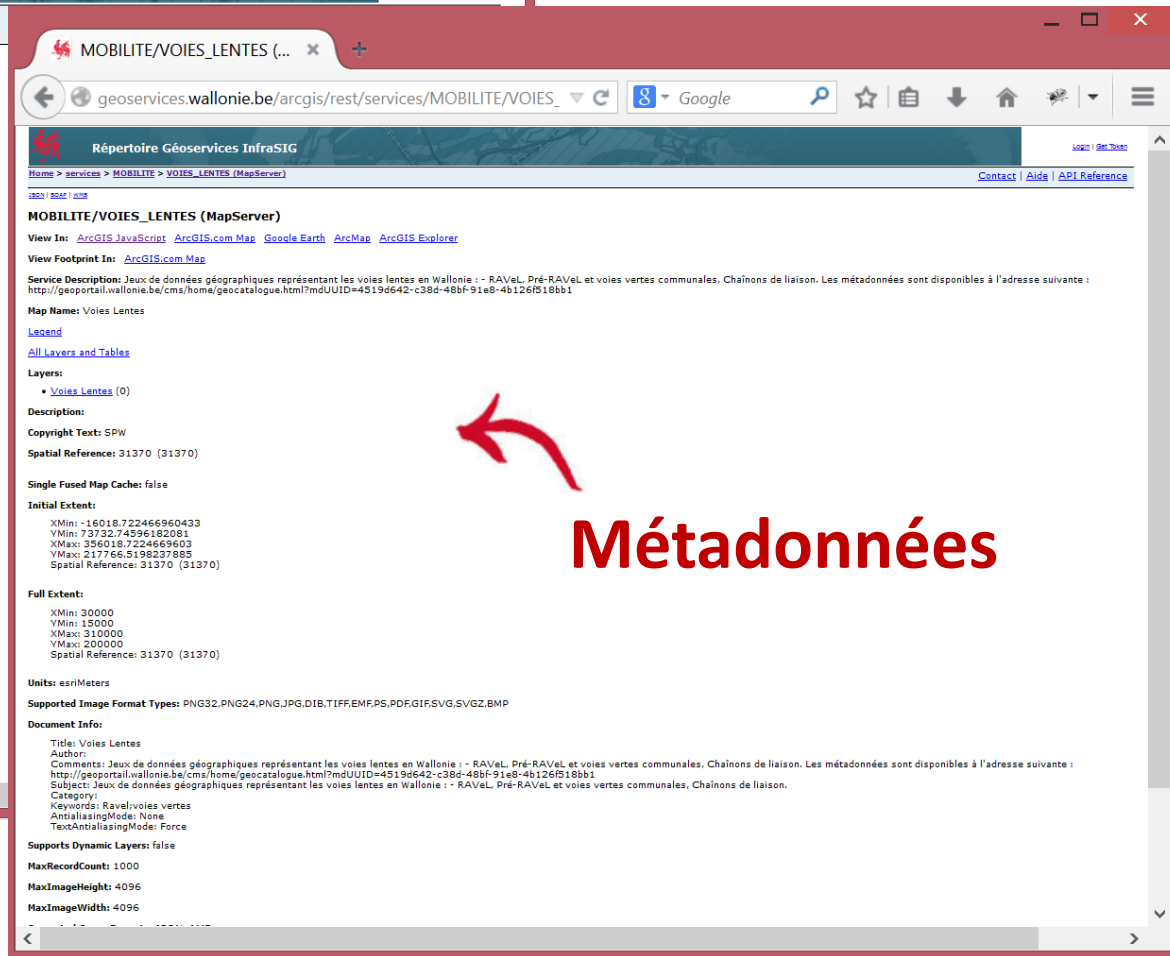 MOBILITE/VOIES_LENTES (...
geoservices.wallonie.be/arcgis/rest/services/MOBILITE/VOIES_
Google
Répertoire Géoservices InfraSIG
Login | Get Token
Home > services > MOBILITE > VOIES_LENTES (MapServer)
Contact | Aide | API Reference
JSON | SOAP | WMS
MOBILITE/VOIES_LENTES (MapServer)
View In: ArcGIS JavaScript ArcGIS.com Map Google Earth ArcMap ArcGIS Explorer
View Footprint In: ArcGIS.com Map
Service Description: Jeux de données géographiques représentant les voies lentes en Wallonie : - RAVeL, Pré-RAVeL et voies vertes communales, Chaînons de liaison. Les métadonnées sont disponibles à l'adresse suivante :
http://geoportail.wallonie.be/cms/home/geocatalogue.html?mdUUID=4519d642-c38d-48bf-91e8-4b126f518bb1
Map Name: Voies Lentes
Legend
All Layers and Tables
Layers:
• Voies Lentes (0)
Description:
Copyright Text: SPW
Spatial Reference: 31370 (31370)
Single Fused Map Cache: false
Initial Extent:
XMin: -16018.722466960433
YMin: 73732.74596182081
XMax: 356018.7224669603
YMax: 217766.5198237885
Spatial Reference: 31370 (31370)
Métadonnées
Full Extent:
XMin: 30000
YMin: 15000
XMax: 310000
YMax: 200000
Spatial Reference: 31370 (31370)
Units: esriMeters
Supported Image Format Types: PNG32,PNG24,PNG,JPG,DIB,TIFF,EMF,PS,PDF,GIF,SVG,SVGZ,BMP
Document Info:
Title: Voies Lentes
Author:
Comments: Jeux de données géographiques représentant les voies lentes en Wallonie : - RAVeL, Pré-RAVeL et voies vertes communales, Chaînons de liaison. Les métadonnées sont disponibles à l'adresse suivante :
http://geoportail.wallonie.be/cms/home/geocatalogue.html?mdUUID=4519d642-c38d-48bf-91e8-4b126f518bb1
Subject: Jeux de données géographiques représentant les voies lentes en Wallonie : - RAVeL, Pré-RAVeL et voies vertes communales, Chaînons de liaison.
Category:
Keywords: Ravel;voies vertes
AntialiasingMode: None
TextAntialiasingMode: Force
Supports Dynamic Layers: false
MaxRecordCount: 1000
MaxImageHeight: 4096
MaxImageWidth: 4096